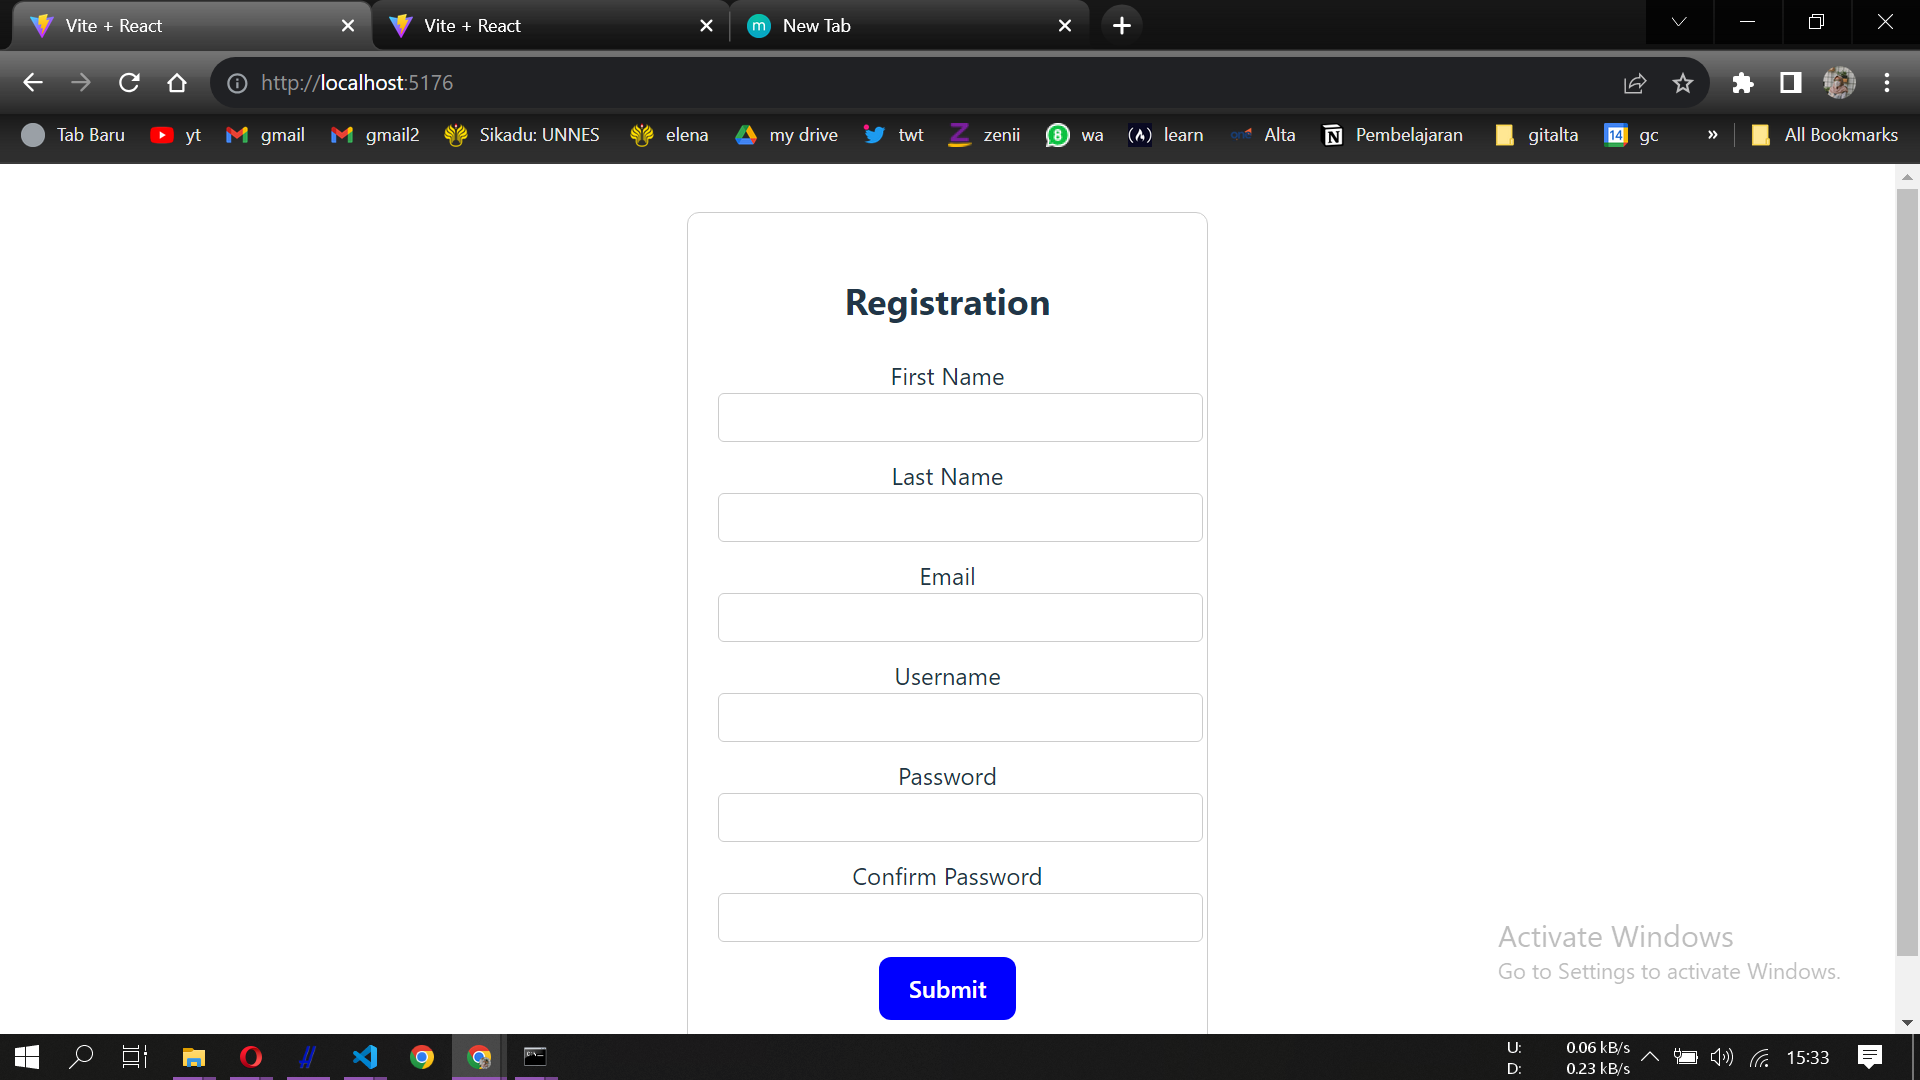 Vite + React
Vite + React
m New Tab
http://localhost:5176
Tab Baru yt gmail gmail2 Sikadu: UNNES elena my drive twt zenii 8 wa learn Alta Pembelajaran gitalta 14 gc » All Bookmarks
Registration
First Name
Last Name
Email
Username
Password
Confirm Password
Submit
Activate Windows
Go to Settings to activate Windows.
U: 0.06 kB/s
D: 0.23 kB/s
15:33